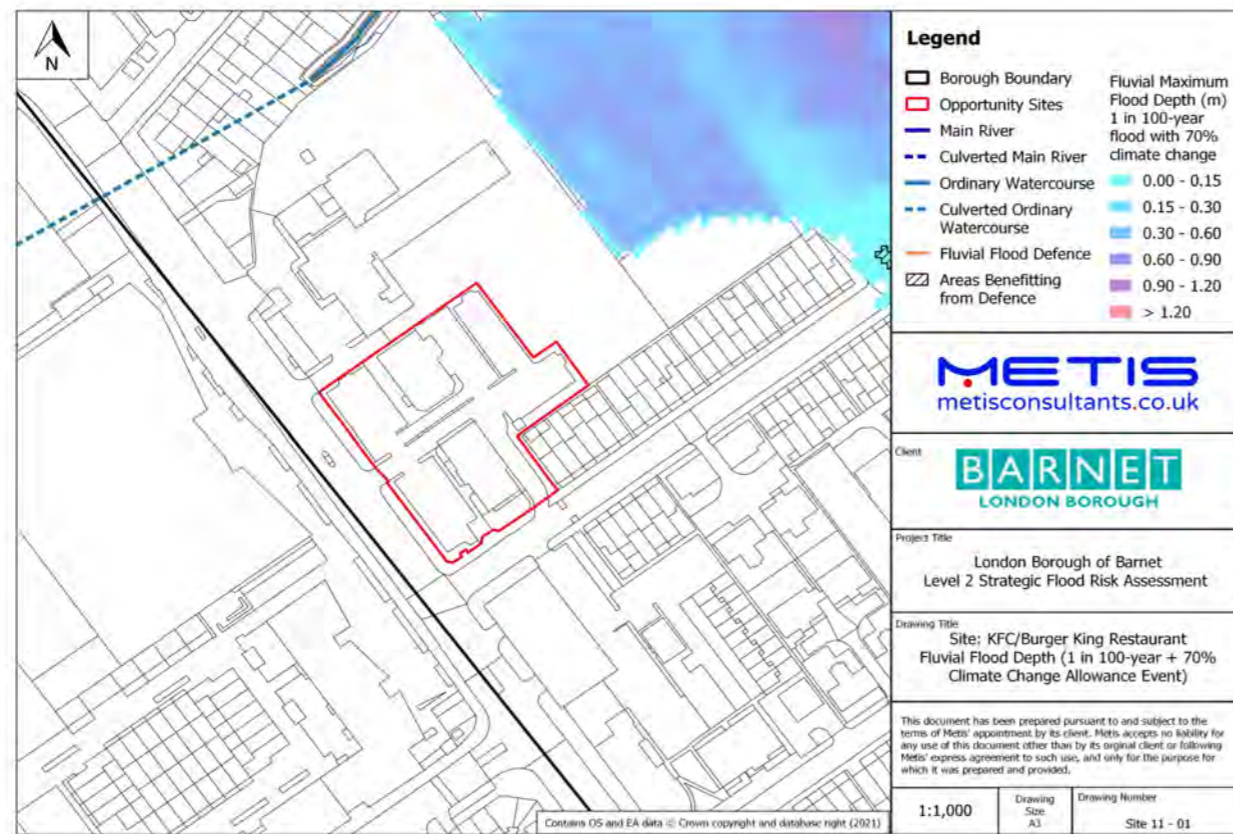 N
Legend
Borough Boundary
Opportunity Sites
Main River
Culverted Main River
Ordinary Watercourse
Culverted Ordinary
Watercourse
Fluvial Flood Defence
Areas Benefitting
from Defence
Fluvial Maximum
Flood Depth (m)
1 in 100-year
flood with 70%
climate change
0.00 - 0.15
0.15 - 0.30
0.30 - 0.60
0.60 - 0.90
0.90 - 1.20
> 1.20
METIS
metisconsultants.co.uk
Client
BARNET
LONDON BOROUGH
Project Title
London Borough of Barnet
Level 2 Strategic Flood Risk Assessment
Drawing Title
Site: KFC/Burger King Restaurant
Fluvial Flood Depth (1 in 100-year + 70%
Climate Change Allowance Event)
This document has been prepared pursuant to and subject to the
terms of Metis' appointment by its client. Metis accepts no liability for
any use of this document other than by its orginal client or following
Metis' express agreement to such use, and only for the purpose for
which it was prepared and provided.
1:1,000
Drawing
Size
A3
Drawing Number
Site 11 - 01
Contains OS and EA data © Crown copyright and database right (2021)